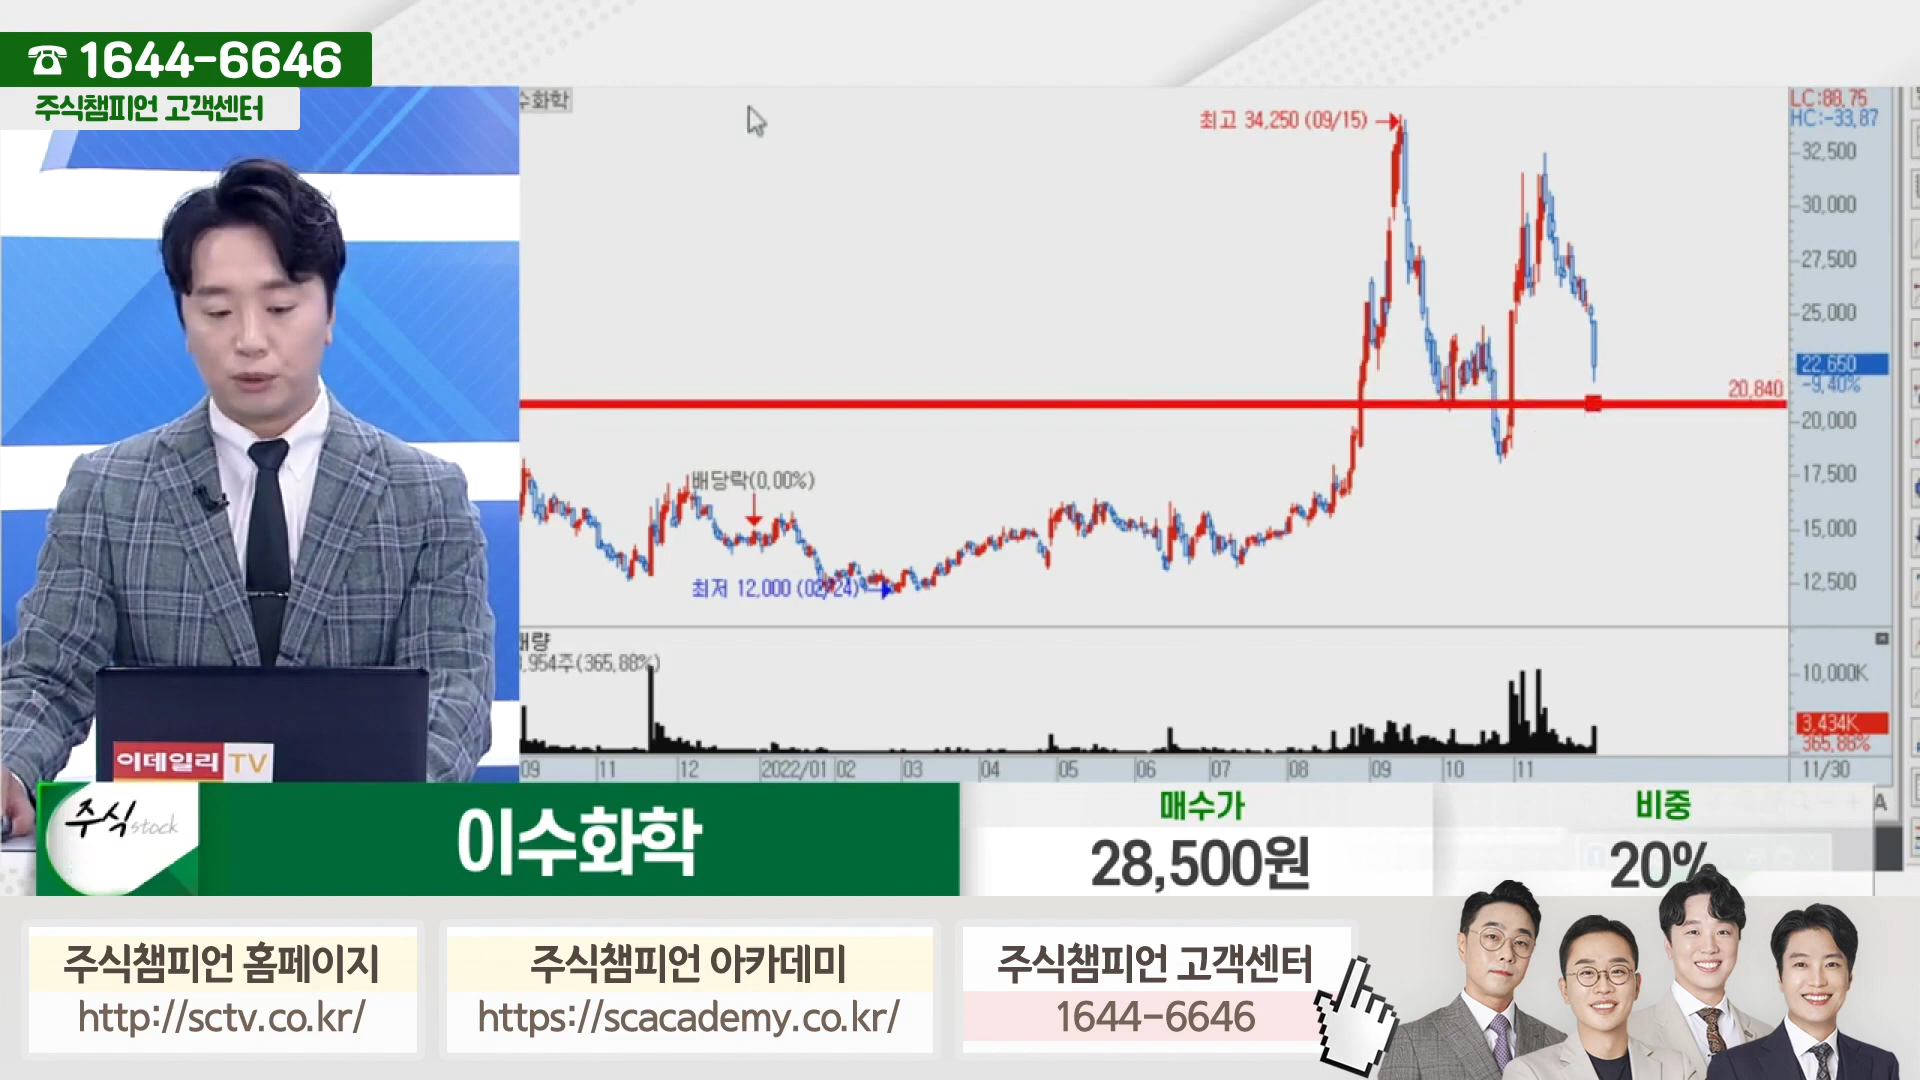 ☎ 1644-6646
주식챔피언 고객센터
수화학
최고 34,250 (09/15)
LC:88,75
HC:-33,87
32,500
30,000
27,500
25,000
22,650
-9,40%
20,840
20,000
17,500
15,000
12,500
배당락(0,00%)
최저 12,000 (02/24)
래량
,954주(365,88%)
10,000K
3,434K
365,88%
09 11 12 2022/01 02 03 04 05 06 07 08 09 10 11 11/30
A
이데일리 TV
주식 stock
이수화학
매수가
28,500원
비중
20%
주식챔피언 홈페이지
http://sctv.co.kr/
주식챔피언 아카데미
https://scacademy.co.kr/
주식챔피언 고객센터
1644-6646